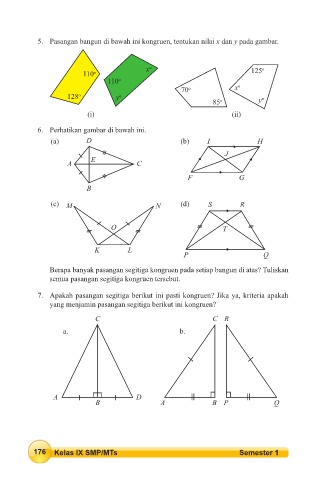 5. Pasangan bangun di bawah ini kongruen, tentukan nilai x dan y pada gambar.
110° x° 125°
110°
70° x°
128° y° 85° y°
(i) (ii)
6. Perhatikan gambar di bawah ini.
(a) D (b) I H
J
A E C
F G
B
(c) M N (d) S R
O T
K L
P Q
Berapa banyak pasangan segitiga kongruen pada setiap bangun di atas? Tuliskan
semua pasangan segitiga kongruen tersebut.
7. Apakah pasangan segitiga berikut ini pasti kongruen? Jika ya, kriteria apakah
yang menjamin pasangan segitiga berikut ini kongruen?
C C R
a. b.
A B D A B P Q
176 Kelas IX SMP/MTs Semester 1